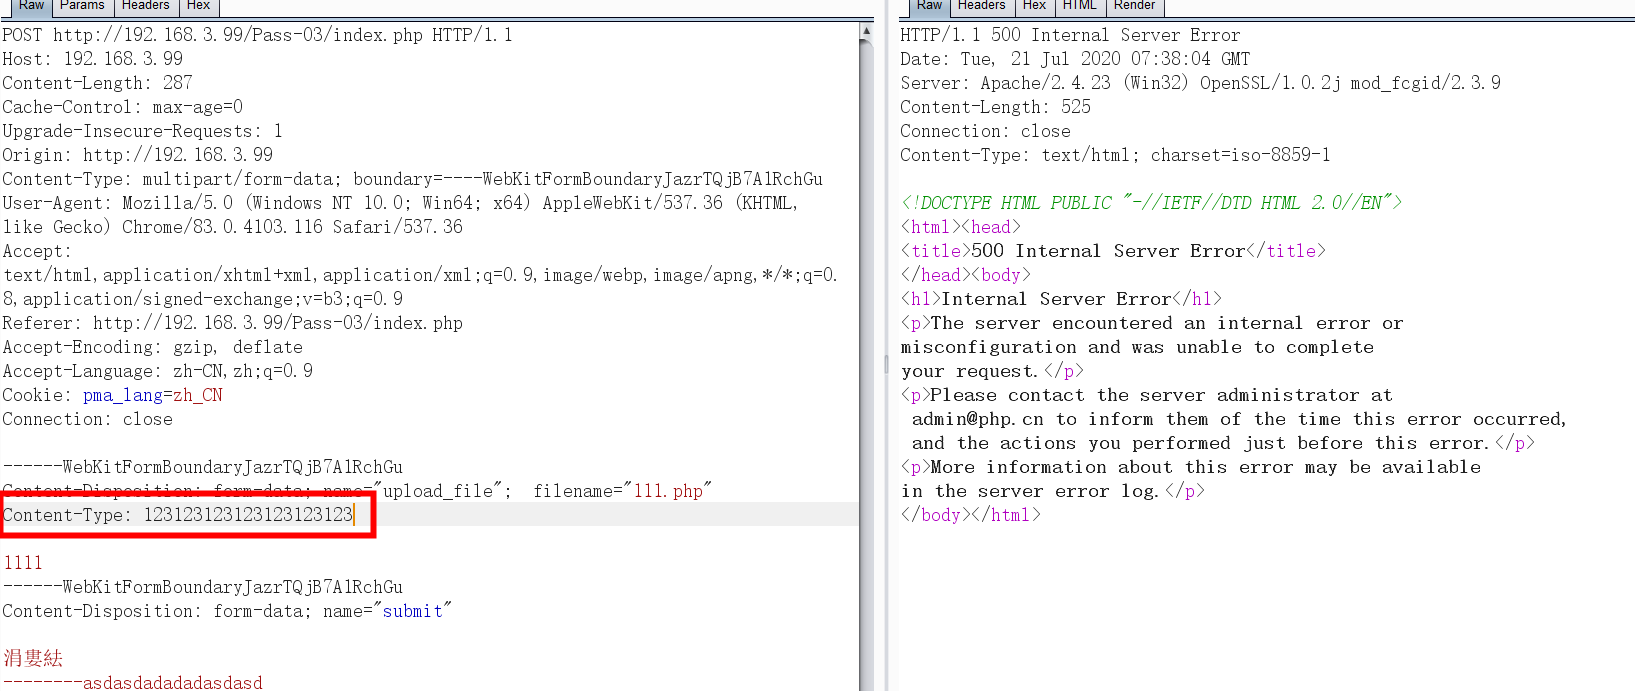 Raw Params Headers Hex
POST http://192.168.3.99/Pass-03/index.php HTTP/1.1
Host: 192.168.3.99
Content-Length: 287
Cache-Control: max-age=0
Upgrade-Insecure-Requests: 1
Origin: http://192.168.3.99
Content-Type: multipart/form-data; boundary=----WebKitFormBoundaryJazrTQjB7AlRchGu
User-Agent: Mozilla/5.0 (Windows NT 10.0; Win64; x64) AppleWebKit/537.36 (KHTML,
like Gecko) Chrome/83.0.4103.116 Safari/537.36
Accept:
text/html,application/xhtml+xml,application/xml;q=0.9,image/webp,image/apng,*/*;q=0.
8,application/signed-exchange;v=b3;q=0.9
Referer: http://192.168.3.99/Pass-03/index.php
Accept-Encoding: gzip, deflate
Accept-Language: zh-CN,zh;q=0.9
Cookie: pma_lang=zh_CN
Connection: close
------WebKitFormBoundaryJazrTQjB7AlRchGu
Content-Disposition: form-data; name="upload_file"; filename="111.php"
Content-Type: 123123123123123123123
1111
------WebKitFormBoundaryJazrTQjB7AlRchGu
Content-Disposition: form-data; name="submit"
涓婁紶
--------asdasdadadadasdasd
Raw Headers Hex HTML Render
HTTP/1.1 500 Internal Server Error
Date: Tue, 21 Jul 2020 07:38:04 GMT
Server: Apache/2.4.23 (Win32) OpenSSL/1.0.2j mod_fcgid/2.3.9
Content-Length: 525
Connection: close
Content-Type: text/html; charset=iso-8859-1
<!DOCTYPE HTML PUBLIC "-//IETF//DTD HTML 2.0//EN">
<html><head>
<title>500 Internal Server Error</title>
</head><body>
<h1>Internal Server Error</h1>
<p>The server encountered an internal error or
misconfiguration and was unable to complete
your request.</p>
<p>Please contact the server administrator at
admin@php.cn to inform them of the time this error occurred,
and the actions you performed just before this error.</p>
<p>More information about this error may be available
in the server error log.</p>
</body></html>